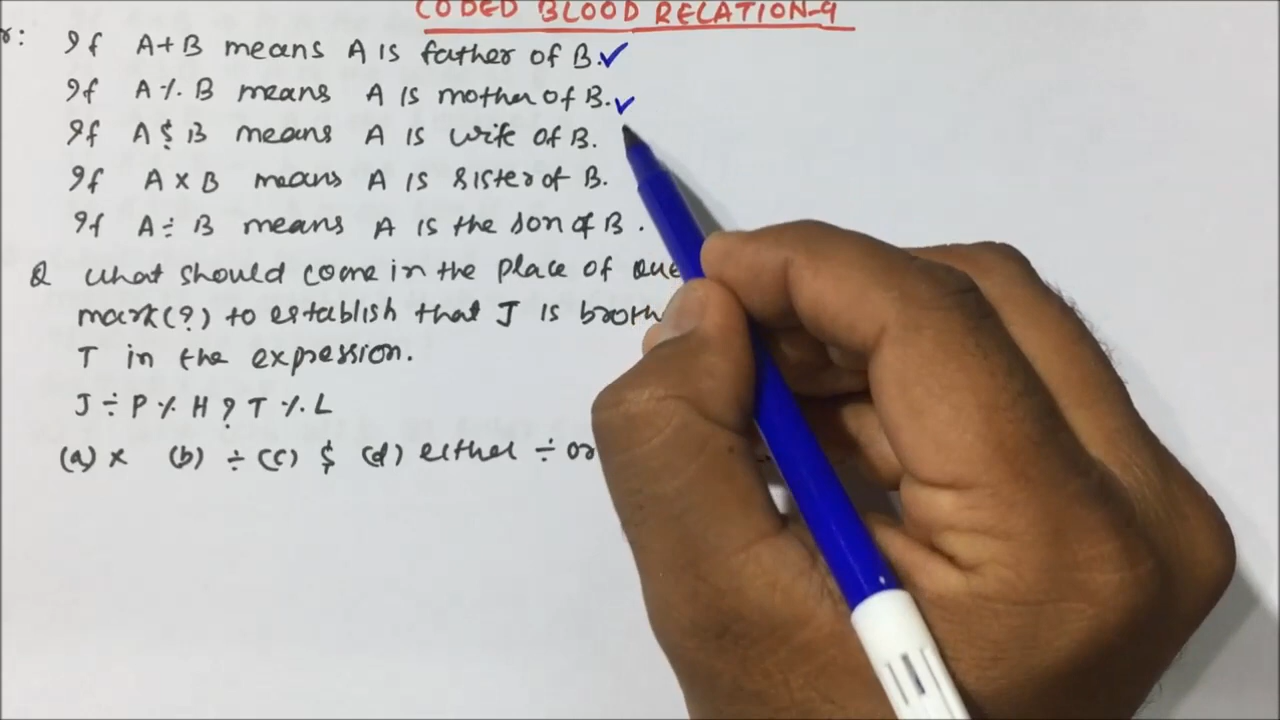 CODED BLOOD RELATION-9
If A+B means A is father of B.
If A % B means A is mother of B.
If A $ B means A is wife of B.
If A × B means A is sister of B.
If A ÷ B means A is the son of B.
Q what should come in the place of
mark(?) to establish that J is
T in the expression.
J ÷ P % H ? T % L
(a) × (b) ÷ (c) $ (d) either ÷ or